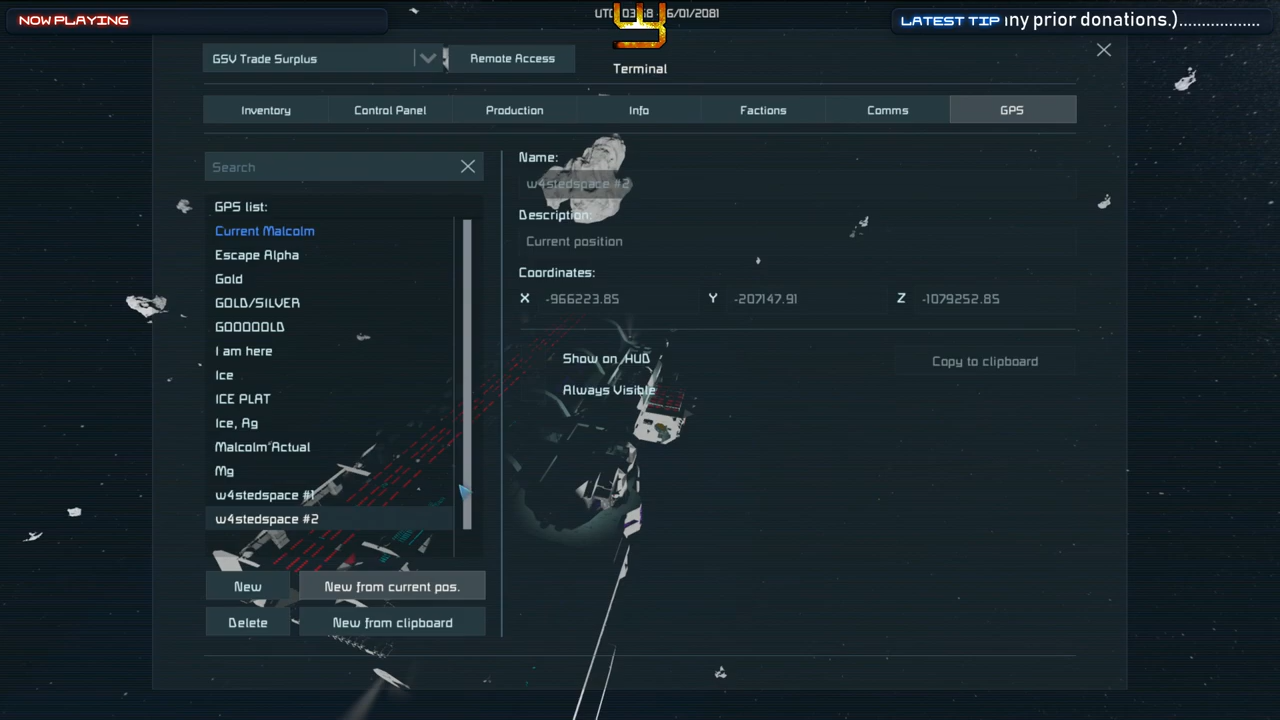 NOW PLAYING
LATEST TIP ny prior donations.)..................
GSV Trade Surplus
Remote Access
Terminal
Inventory
Control Panel
Production
Info
Factions
Comms
GPS
Search
GPS list:
Current Malcolm
Escape Alpha
Gold
GOLD/SILVER
GOOOOOLD
I am here
Ice
ICE PLAT
Ice, Ag
Malcolm Actual
Mg
w4stedspace #1
w4stedspace #2
New
New from current pos.
Delete
New from clipboard
Name:
w4stedspace #2
Description:
Current position
Coordinates:
X -966223.85 Y -207147.91 Z -1079252.85
Show on HUD
Copy to clipboard
Always Visible